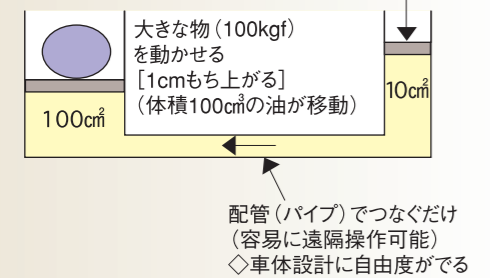 大きな物（100kgf）
を動かせる
［1cmもち上がる］
（体積100c㎥の油が移動）
10c㎡
100c㎡
配管（パイプ）でつなぐだけ
（容易に遠隔操作可能）
◇車体設計に自由度がでる